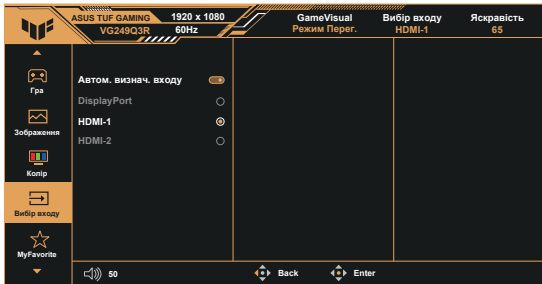 ASUS TUF GAMING 1920 x 1080 GameVisual Вибір входу Яскравість
VG249Q3R 60Hz Режим Перег. HDMI-1 65
Гра
Зображення
Колір
Вибір входу
MyFavorite
Автом. визнач. входу
DisplayPort
HDMI-1
HDMI-2
50 Back Enter